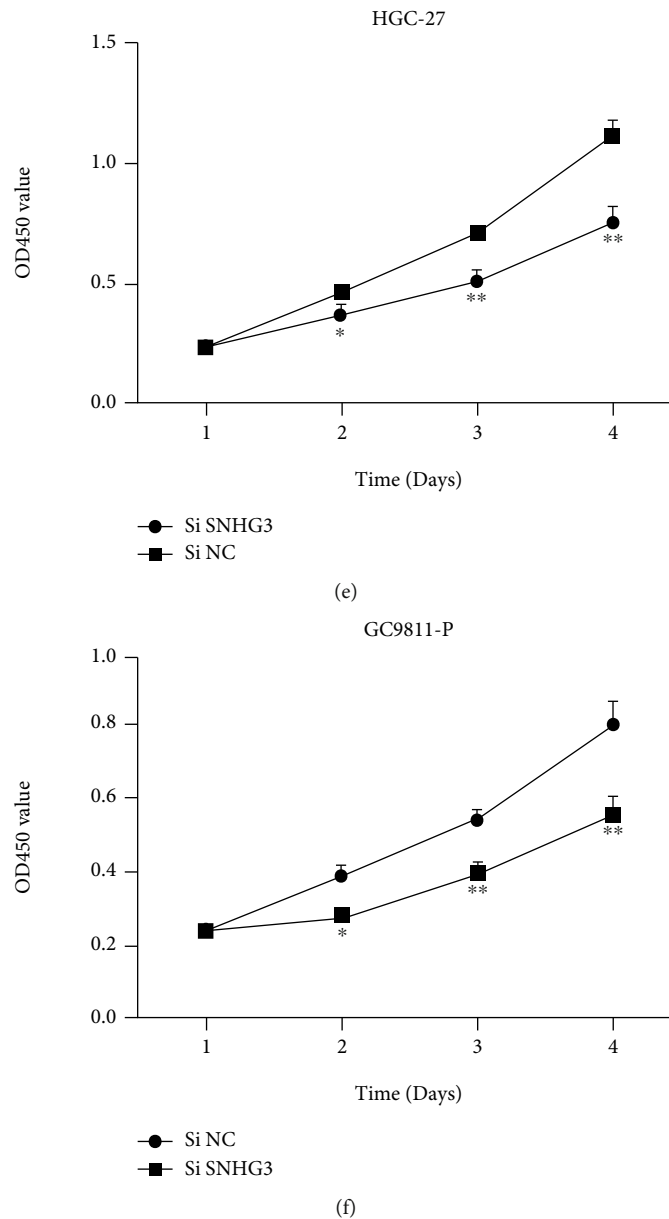 HGC-27
1.5
1.0
0.5
0.0
OD450 value
*
**
**
1 2 3 4
Time (Days)
Si SNHG3
Si NC
(e)
GC9811-P
1.0
0.8
0.6
0.4
0.2
0.0
OD450 value
*
**
**
1 2 3 4
Time (Days)
Si NC
Si SNHG3
(f)